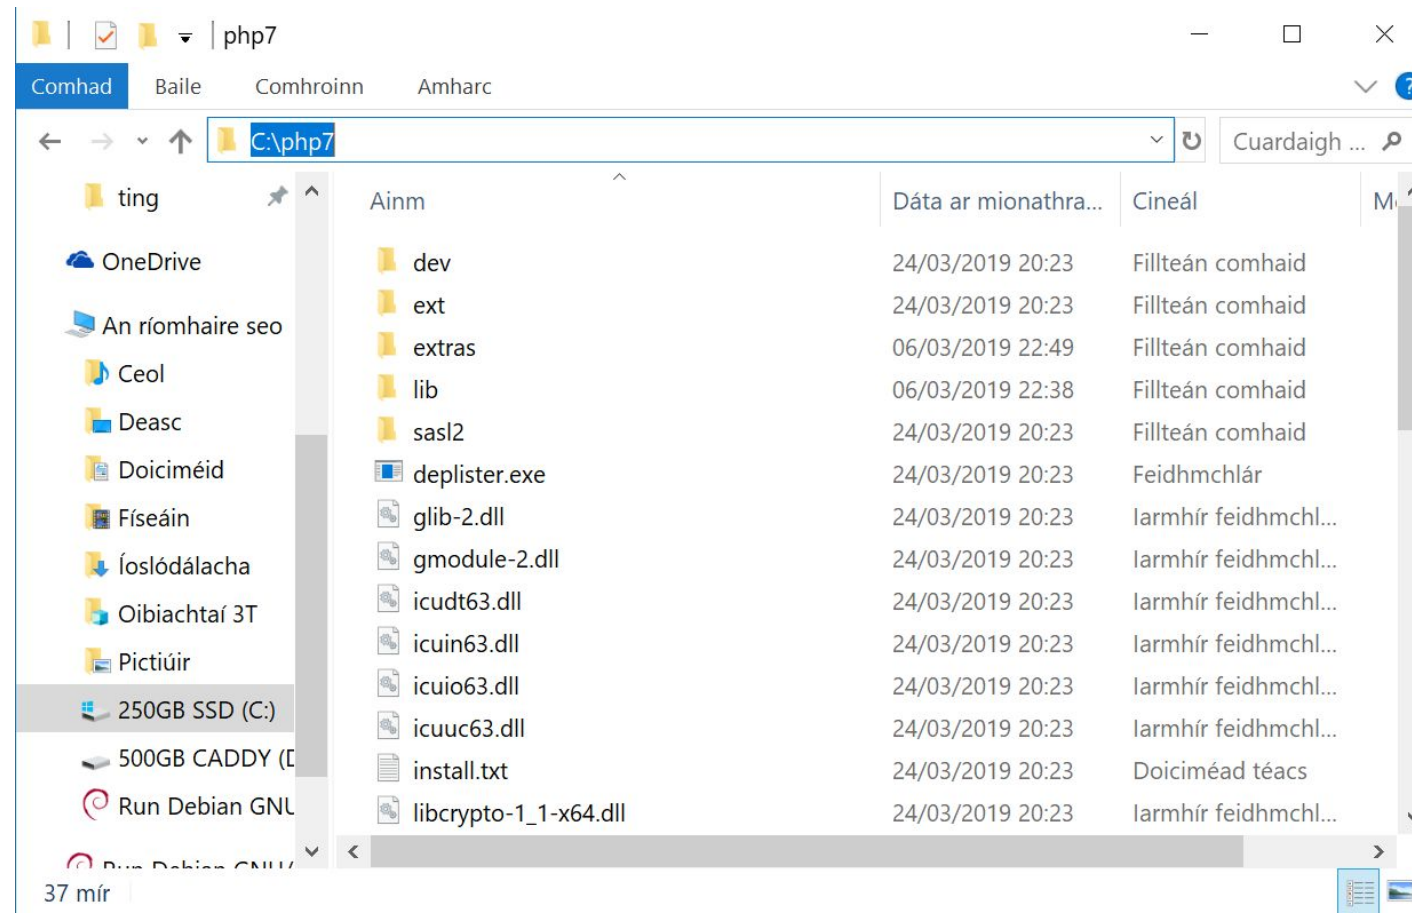 php7
Comhad Baile Comhroinn Amharc
C:\php7 Cuardaigh ...
ting
OneDrive
An ríomhaire seo
Ceol
Deasc
Doiciméid
Físeáin
Íoslódálacha
Oibiachtaí 3T
Pictiúir
250GB SSD (C:)
500GB CADDY (D
Run Debian GNU
Run Debian GNU/
Ainm Dáta ar mionathra... Cineál
dev 24/03/2019 20:23 Fillteán comhaid
ext 24/03/2019 20:23 Fillteán comhaid
extras 06/03/2019 22:49 Fillteán comhaid
lib 06/03/2019 22:38 Fillteán comhaid
sasl2 24/03/2019 20:23 Fillteán comhaid
deplister.exe 24/03/2019 20:23 Feidhmchlár
glib-2.dll 24/03/2019 20:23 Iarmhír feidhmchl...
gmodule-2.dll 24/03/2019 20:23 Iarmhír feidhmchl...
icudt63.dll 24/03/2019 20:23 Iarmhír feidhmchl...
icuin63.dll 24/03/2019 20:23 Iarmhír feidhmchl...
icuio63.dll 24/03/2019 20:23 Iarmhír feidhmchl...
icuuc63.dll 24/03/2019 20:23 Iarmhír feidhmchl...
install.txt 24/03/2019 20:23 Doiciméad téacs
libcrypto-1_1-x64.dll 24/03/2019 20:23 Iarmhír feidhmchl...
37 mír